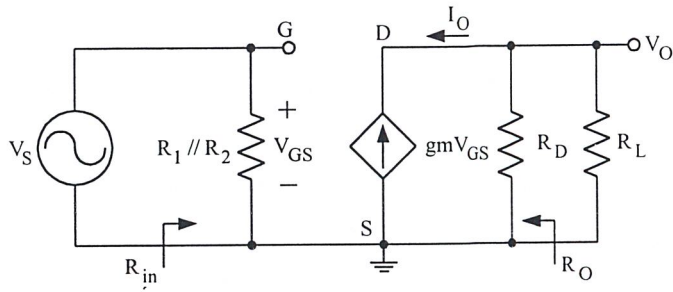 G
D
I_O
V_O
V_S
R_1 // R_2
+
V_GS
−
gmV_GS
R_D
R_L
S
R_in
R_O